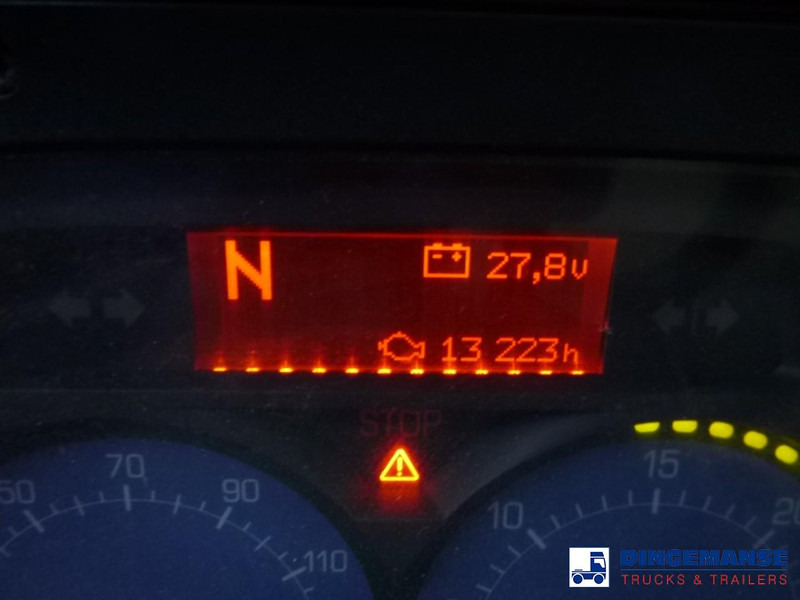 N 27,8v
13 223h
STOP
50 70 90 110
10 15 20
DINGEMANSE
TRUCKS & TRAILERS